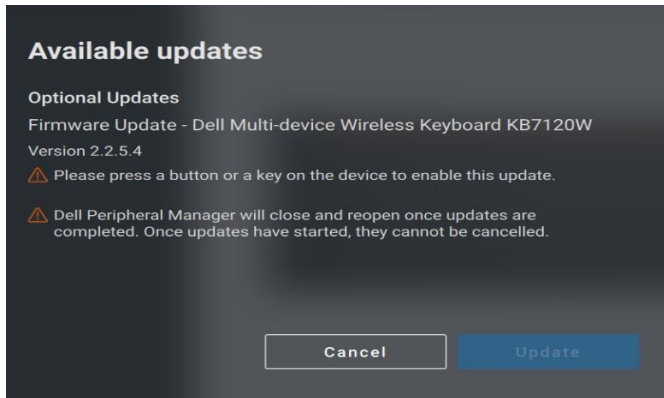 Available updates
Optional Updates
Firmware Update - Dell Multi-device Wireless Keyboard KB7120W
Version 2.2.5.4
Please press a button or a key on the device to enable this update.
Dell Peripheral Manager will close and reopen once updates are
completed. Once updates have started, they cannot be cancelled.
Cancel Update